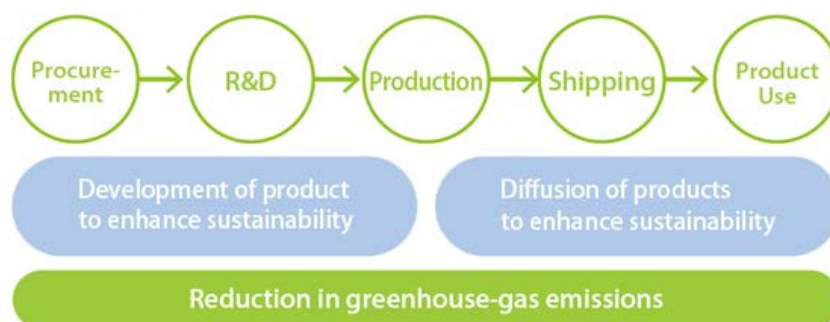 Procure-
ment
R&D
Production
Shipping
Product
Use
Development of product
to enhance sustainability
Diffusion of products
to enhance sustainability
Reduction in greenhouse-gas emissions